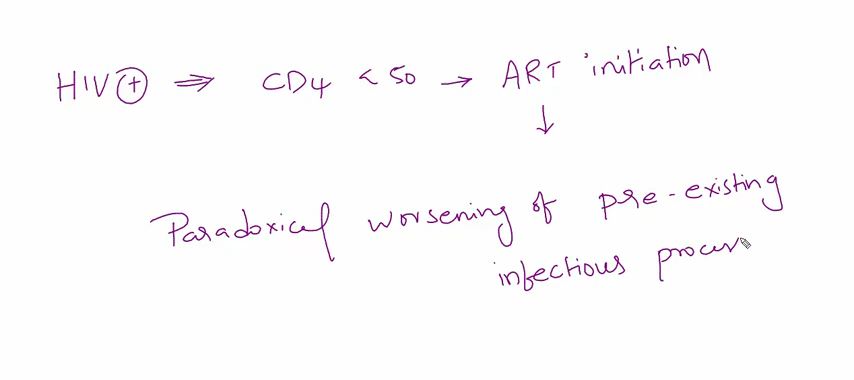 HIV ⊕ ⇒ CD4 < 50 → ART initiation
↓
Paradoxical worsening of pre-existing
infectious